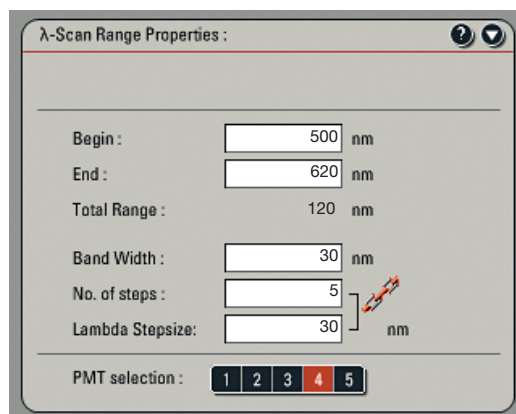 λ-Scan Range Properties :
Begin : 500 nm
End : 620 nm
Total Range : 120 nm
Band Width : 30 nm
No. of steps : 5
Lambda Stepsize: 30 nm
PMT selection : 1 2 3 4 5